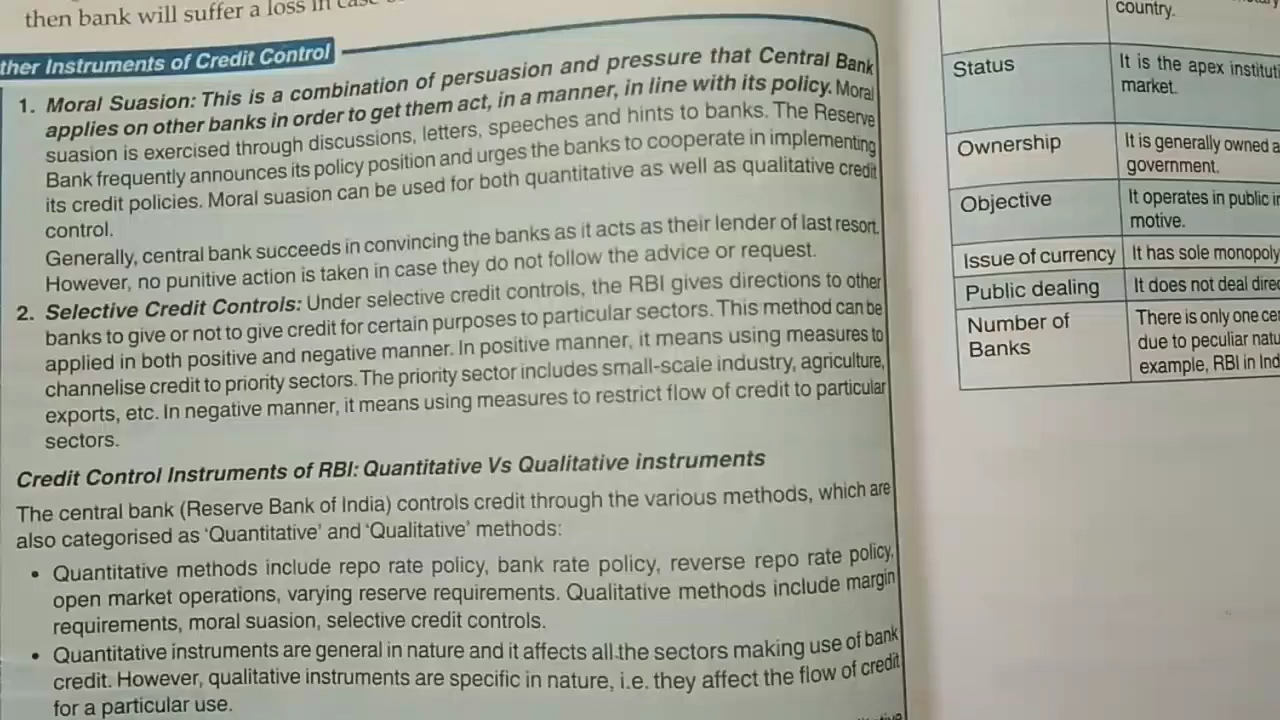 then bank will suffer a loss in
ther Instruments of Credit Control
1. Moral Suasion: This is a combination of persuasion and pressure that Central Bank
applies on other banks in order to get them act, in a manner, in line with its policy. Moral
suasion is exercised through discussions, letters, speeches and hints to banks. The Reserve
Bank frequently announces its policy position and urges the banks to cooperate in implementing
its credit policies. Moral suasion can be used for both quantitative as well as qualitative credit
control.
Generally, central bank succeeds in convincing the banks as it acts as their lender of last resort.
However, no punitive action is taken in case they do not follow the advice or request.
2. Selective Credit Controls: Under selective credit controls, the RBI gives directions to other
banks to give or not to give credit for certain purposes to particular sectors. This method can be
applied in both positive and negative manner. In positive manner, it means using measures to
channelise credit to priority sectors. The priority sector includes small-scale industry, agriculture,
exports, etc. In negative manner, it means using measures to restrict flow of credit to particular
sectors.
Credit Control Instruments of RBI: Quantitative Vs Qualitative instruments
The central bank (Reserve Bank of India) controls credit through the various methods, which are
also categorised as ‘Quantitative’ and ‘Qualitative’ methods:
• Quantitative methods include repo rate policy, bank rate policy, reverse repo rate policy,
open market operations, varying reserve requirements. Qualitative methods include margin
requirements, moral suasion, selective credit controls.
• Quantitative instruments are general in nature and it affects all the sectors making use of bank
credit. However, qualitative instruments are specific in nature, i.e. they affect the flow of credit
for a particular use.
country.
Status It is the apex instituti
market.
Ownership It is generally owned a
government.
Objective It operates in public in
motive.
Issue of currency It has sole monopoly
Public dealing It does not deal direc
Number of There is only one cen
Banks due to peculiar natu
example, RBI in Ind